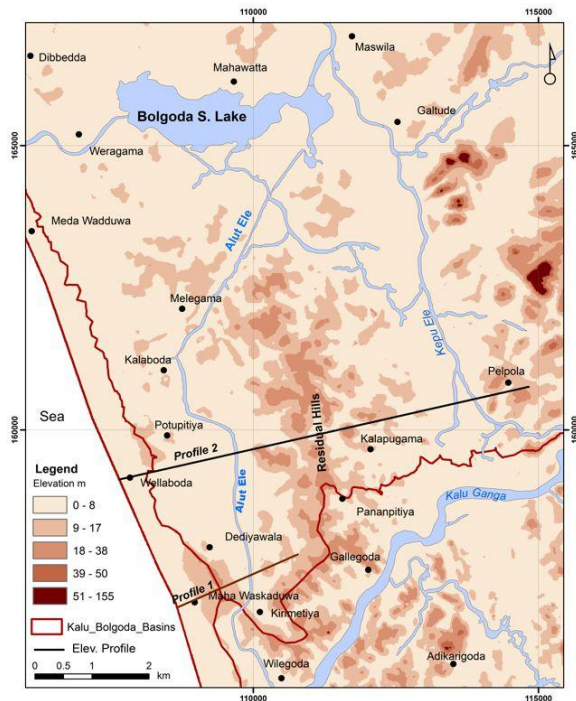 110000
115000
Maswila
Dibbedda
Mahawatta
Bolgoda S. Lake
Galtude
165000
165000
Weragama
Meda Wadduwa
Alut Ele
Melegama
Kepu Ele
Kalaboda
Pelpola
Sea
Residual Hills
Potupitiya
160000
160000
Profile 2
Kalapugama
Wellaboda
Alut Ele
Kalu Ganga
Pananpitiya
Dediyawala
Gallegoda
Profile 1
Maha Waskaduwa
Kirimetiya
Adikarigoda
Wilegoda
Legend
Elevation m
0 - 8
9 - 17
18 - 38
39 - 50
51 - 155
Kalu_Bolgoda_Basins
Elev. Profile
0 0.5 1 2
km
110000
115000